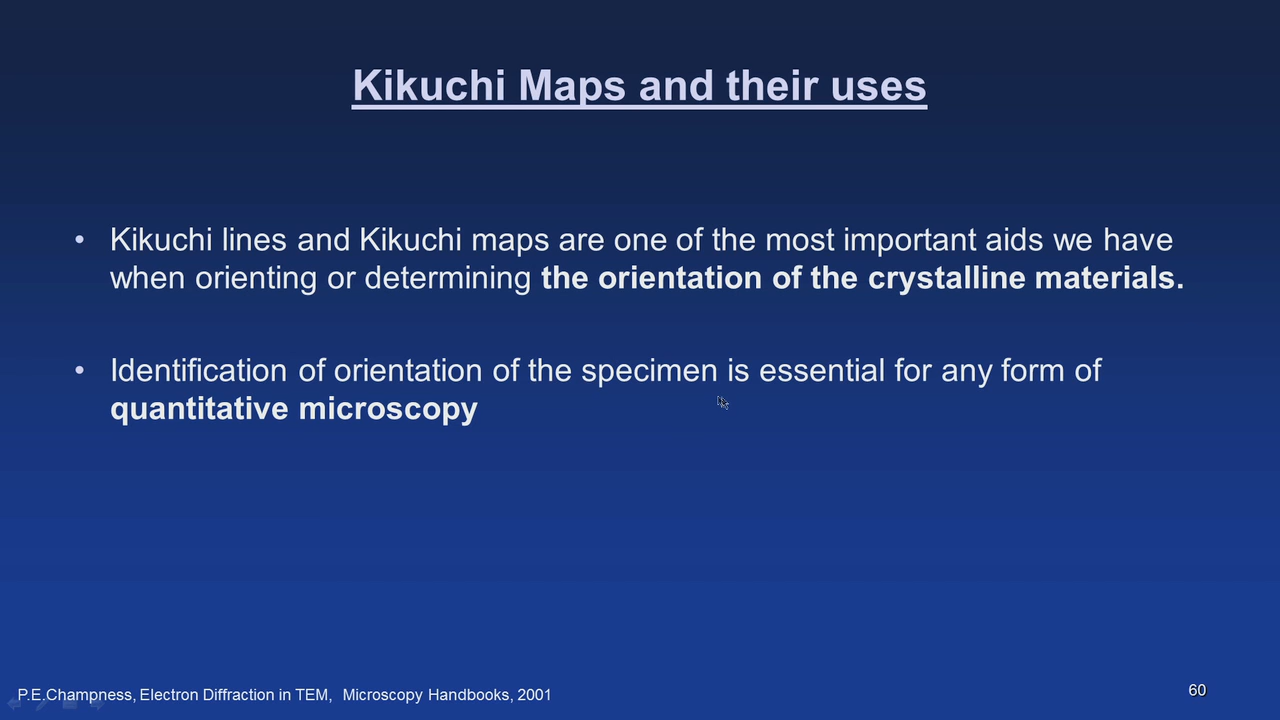 Kikuchi Maps and their uses
• Kikuchi lines and Kikuchi maps are one of the most important aids we have
when orienting or determining the orientation of the crystalline materials.
• Identification of orientation of the specimen is essential for any form of
quantitative microscopy
P.E.Champness, Electron Diffraction in TEM, Microscopy Handbooks, 2001
60